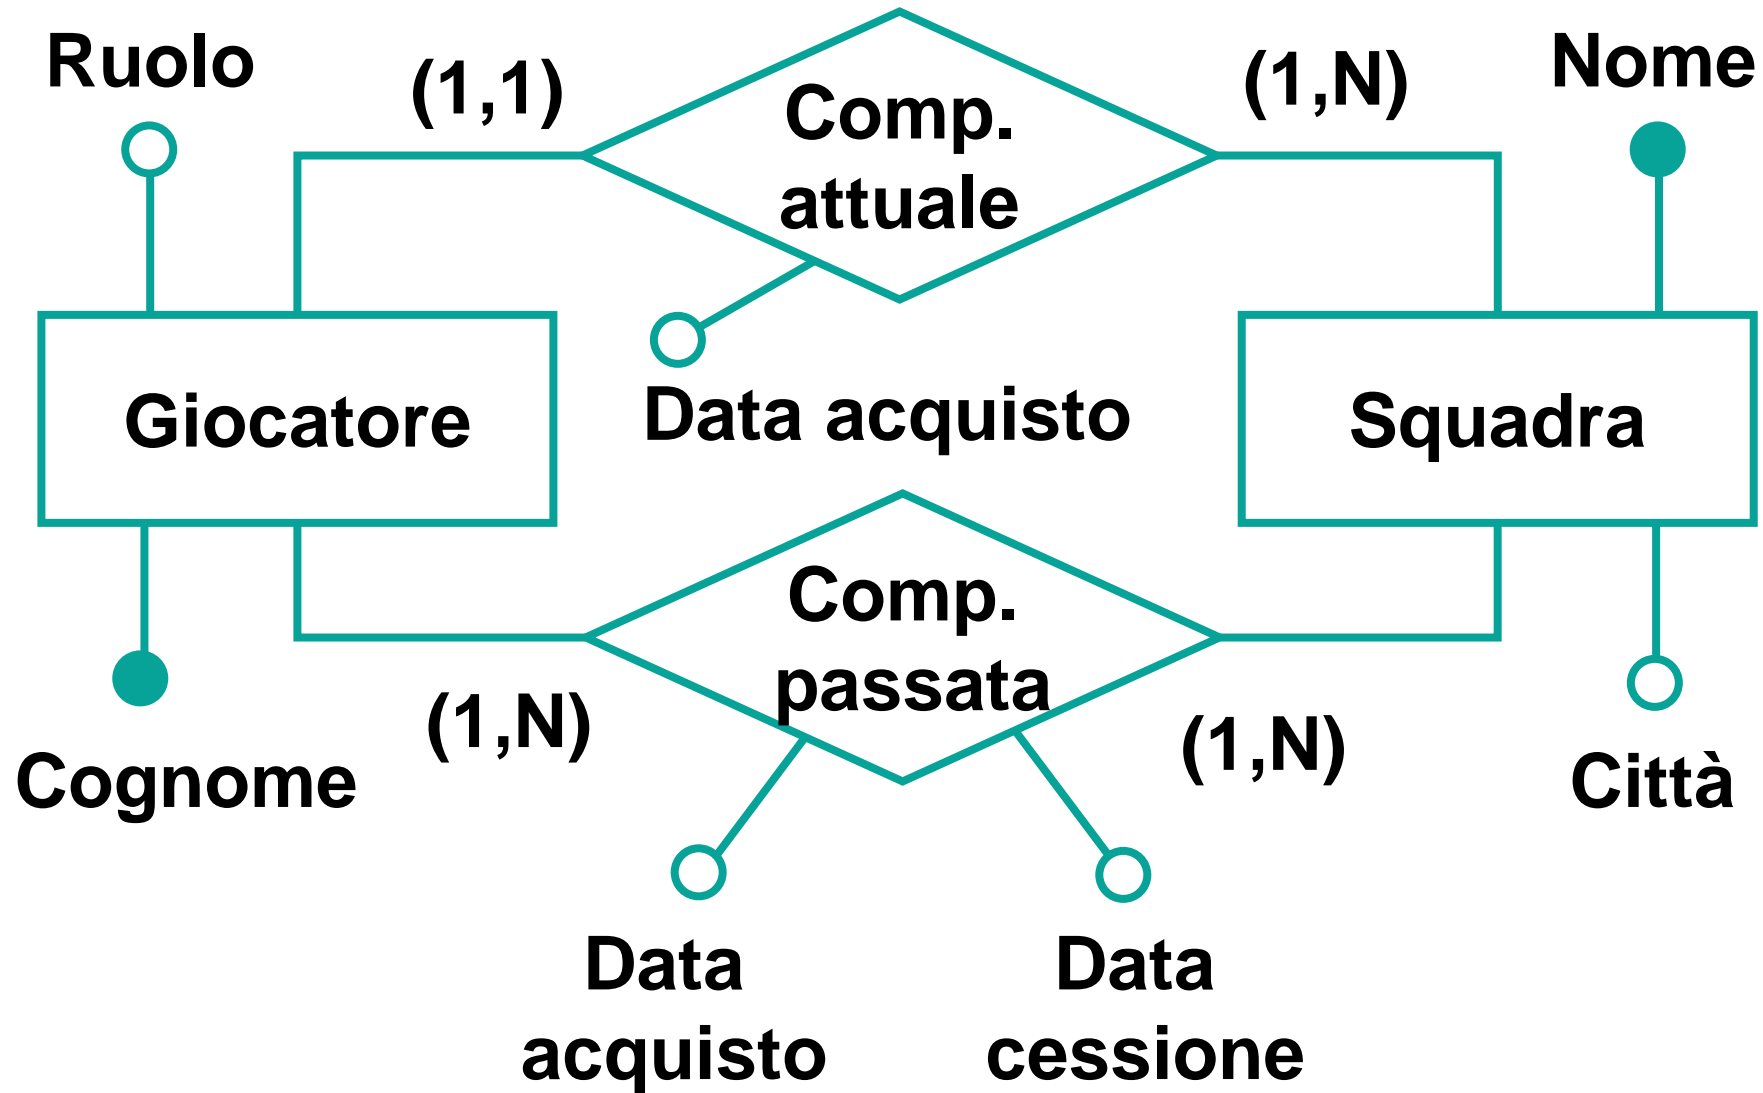 Ruolo
(1,1)
Comp.
attuale
(1,N)
Nome
Giocatore
Data acquisto
Squadra
Comp.
passata
(1,N)
(1,N)
Cognome
Città
Data
acquisto
Data
cessione